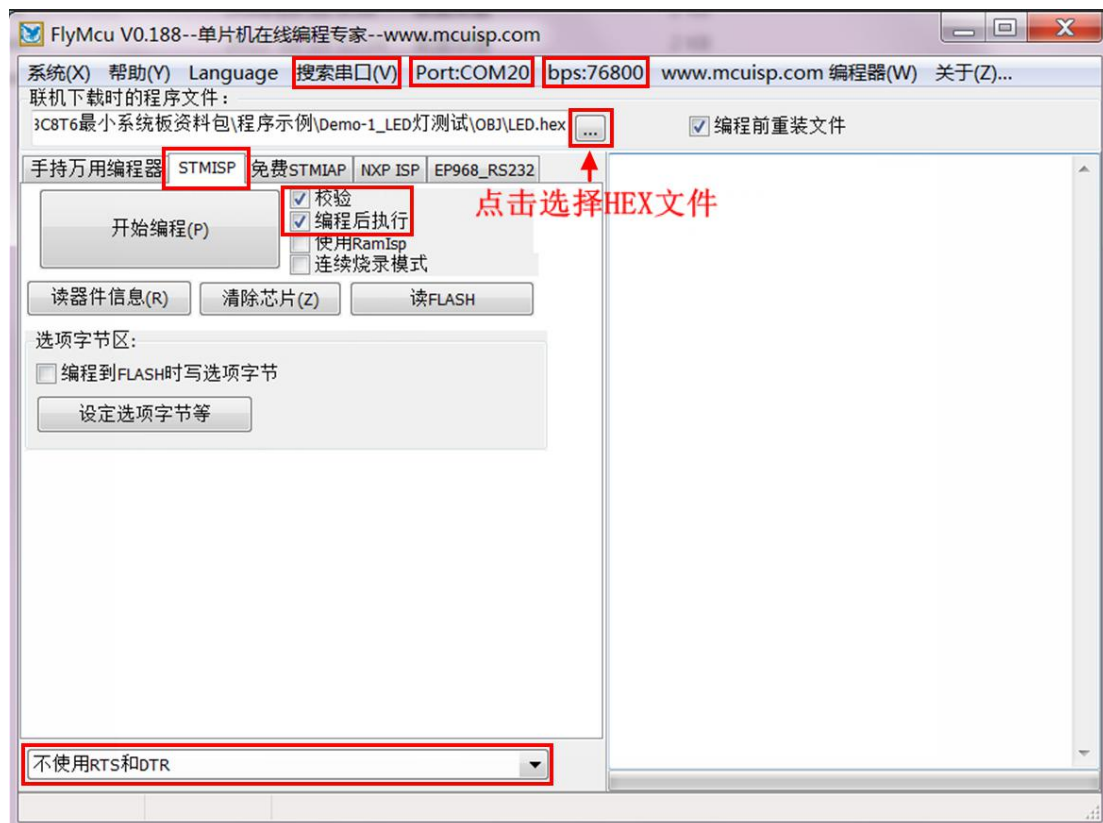 FlyMcu V0.188--单片机在线编程专家--www.mcuisp.com
系统(X) 帮助(Y) Language 搜索串口(V) Port:COM20 bps:76800 www.mcuisp.com 编程器(W) 关于(Z)...
联机下载时的程序文件:
3C8T6最小系统板资料包\程序示例\Demo-1_LED灯测试\OBJ\LED.hex ... 编程前重装文件
手持万用编程器 STMISP 免费STMIAP NXP ISP EP968_RS232
点击选择HEX文件
开始编程(P)
校验
编程后执行
使用RamIsp
连续烧录模式
读器件信息(R) 清除芯片(Z) 读FLASH
选项字节区:
编程到FLASH时写选项字节
设定选项字节等
不使用RTS和DTR